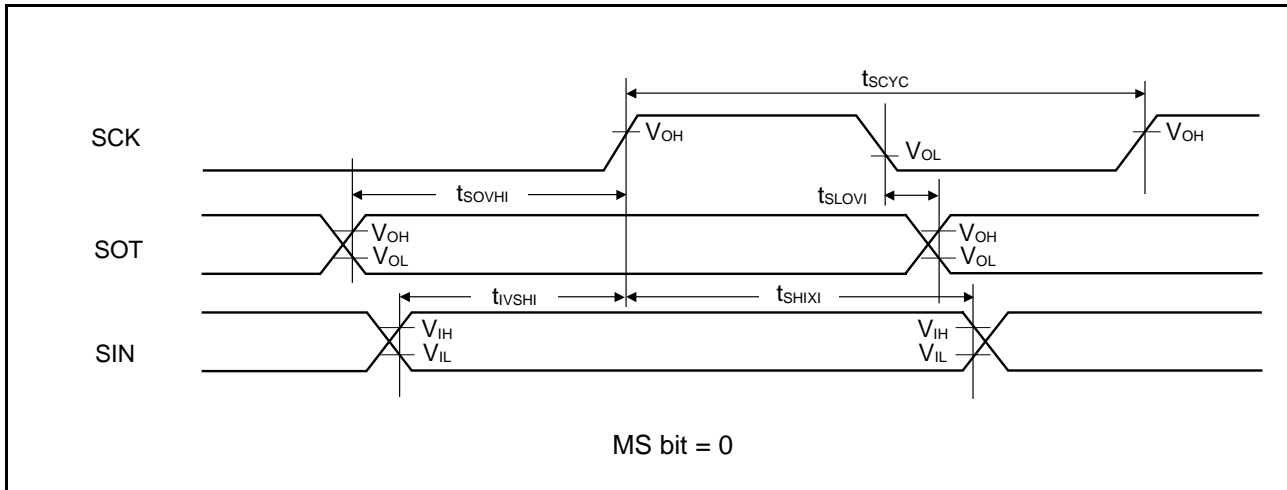 tSCYC
SCK
VOH
VOL
VOH
tSOVHI
tSLOVI
SOT
VOH
VOL
VOH
VOL
tIVSHI
tSHIXI
SIN
VIH
VIL
VIH
VIL
MS bit = 0